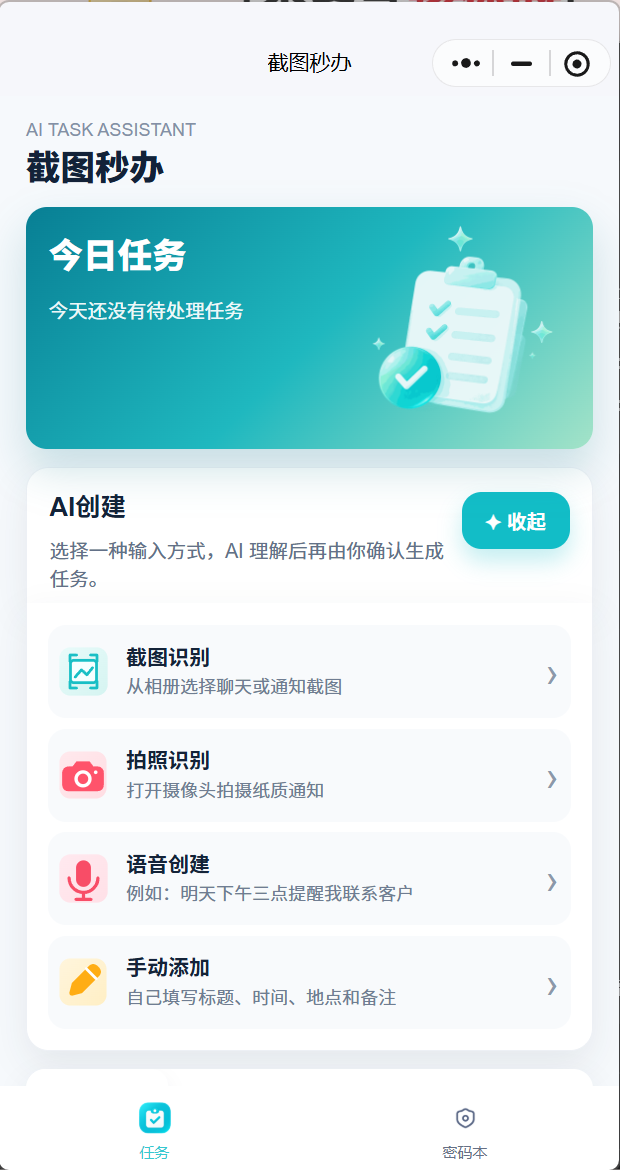 截图秒办
AI TASK ASSISTANT
截图秒办
今日任务
今天还没有待处理任务
AI创建
收起
选择一种输入方式，AI 理解后再由你确认生成
任务。
截图识别
从相册选择聊天或通知截图
拍照识别
打开摄像头拍摄纸质通知
语音创建
例如：明天下午三点提醒我联系客户
手动添加
自己填写标题、时间、地点和备注
任务
密码本